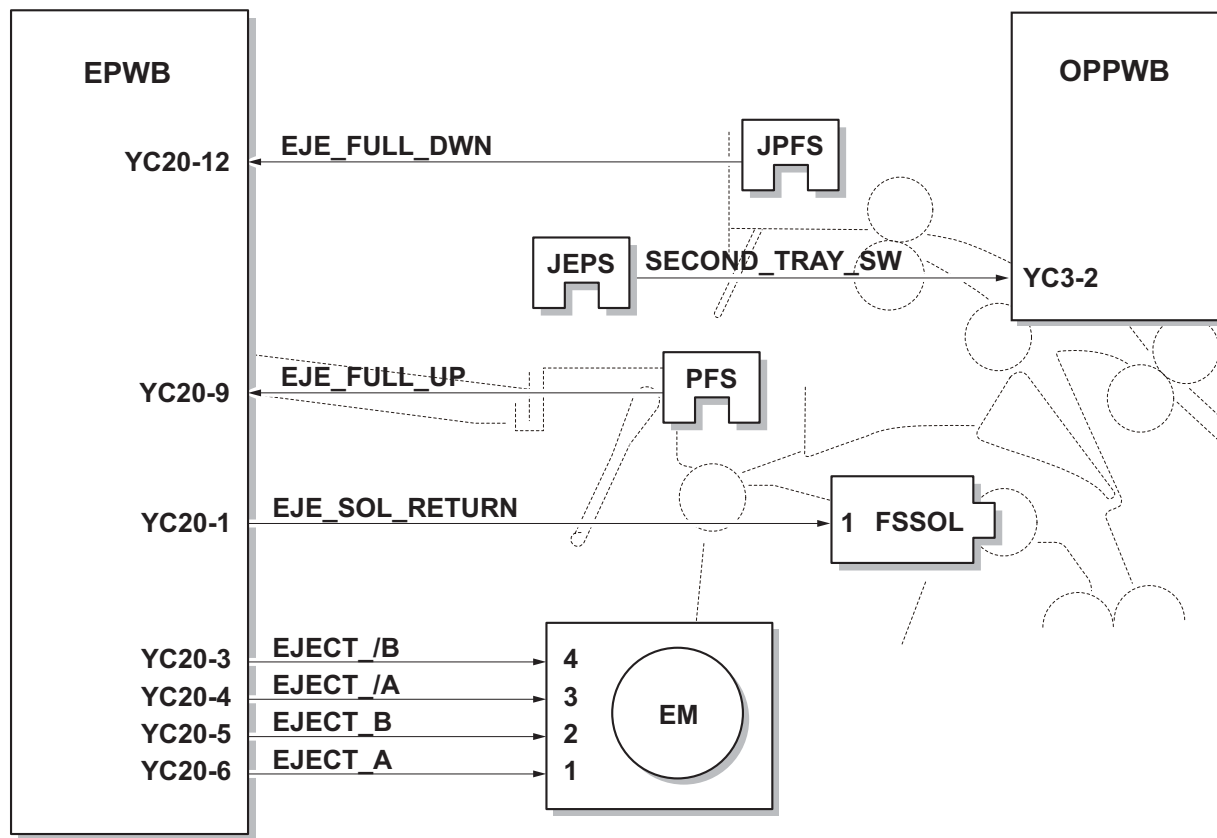 EPWB
OPPWB
YC20-12
EJE_FULL_DWN
JPFS
JEPS
SECOND_TRAY_SW
YC3-2
YC20-9
EJE_FULL_UP
PFS
YC20-1
EJE_SOL_RETURN
1
FSSOL
YC20-3
EJECT_/B
4
YC20-4
EJECT_/A
3
YC20-5
EJECT_B
2
YC20-6
EJECT_A
1
EM